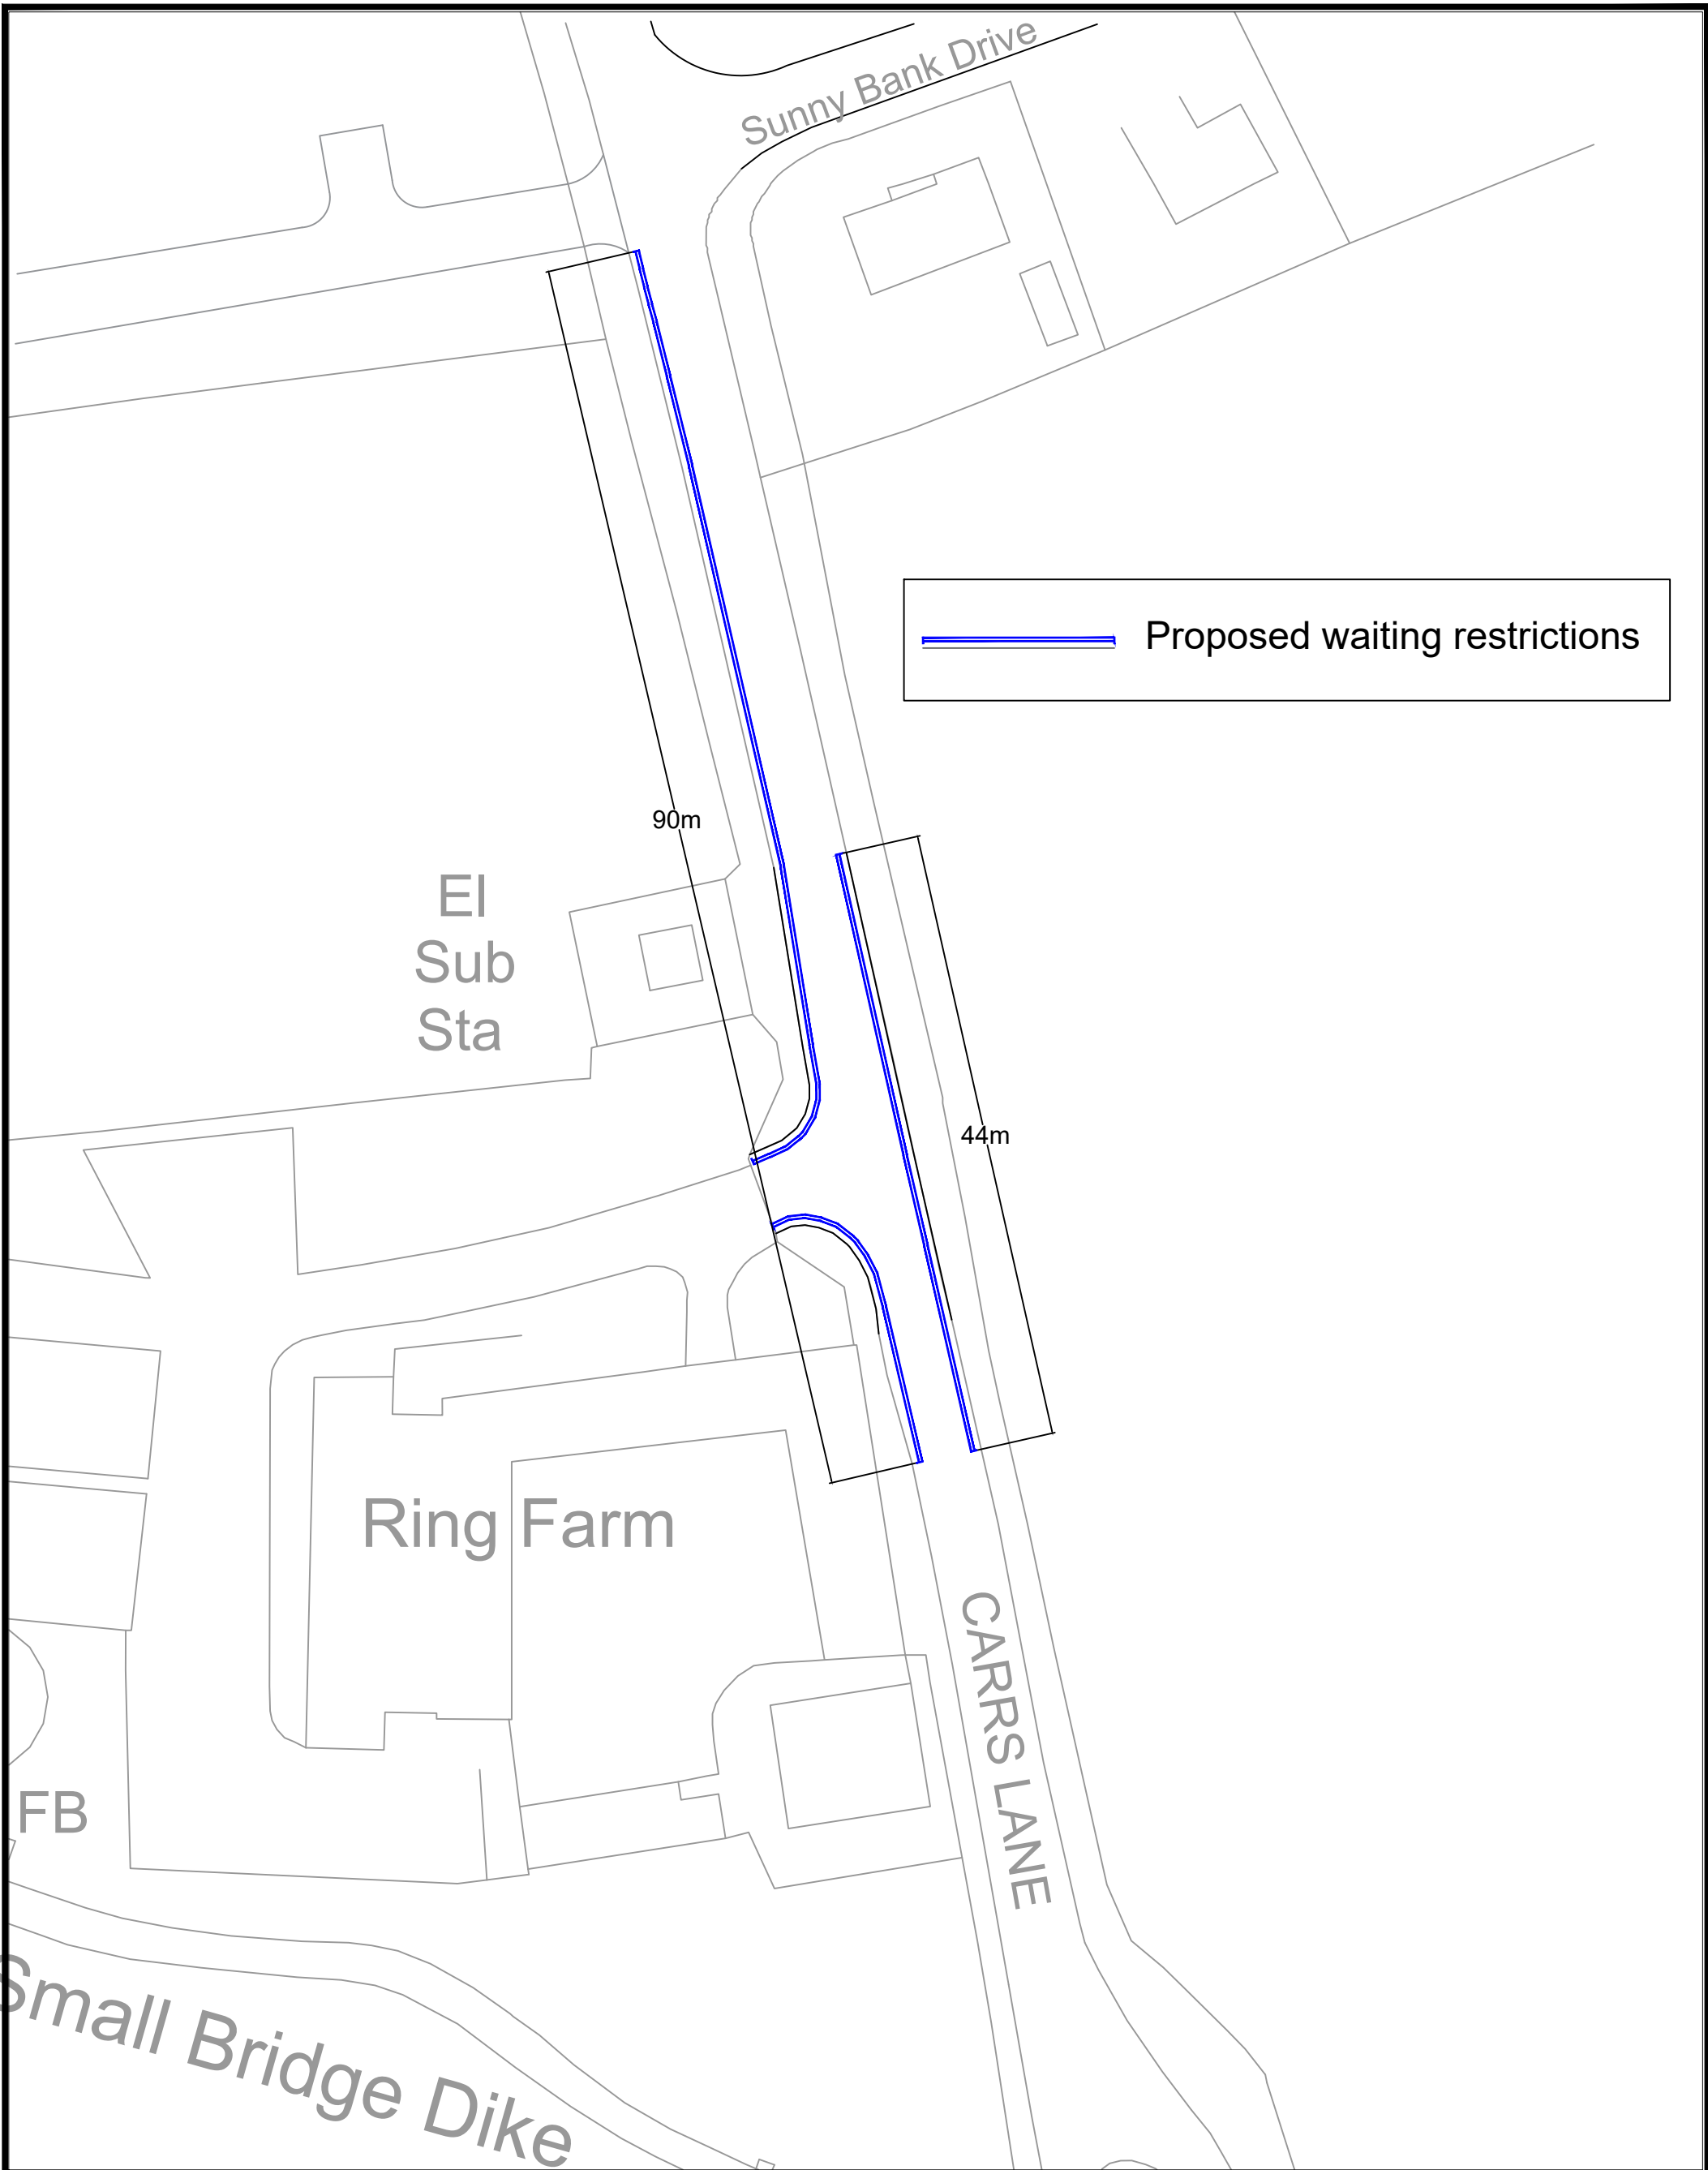 Sunny Bank Drive
Proposed waiting restrictions
90m
El
Sub
Sta
44m
Ring Farm
CARRS LANE
FB
Small Bridge Dike